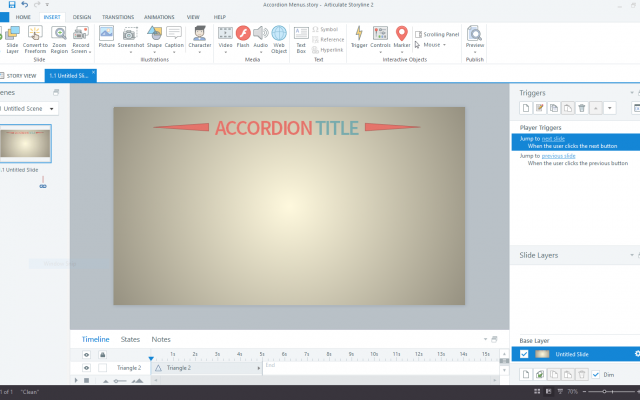 Accordion Menus.story - Articulate Storyline 2
HOME INSERT DESIGN TRANSITIONS ANIMATIONS VIEW HELP
Slide Layer
Convert to Freeform
Zoom Region
Record Screen
Picture
Screenshot
Shape
Caption
Character
Video
Flash
Audio
Web Object
Text Box
Symbol
Reference
Hyperlink
Trigger
Controls
Marker
Scrolling Panel
Mouse
Preview
Slide Illustrations Media Text Interactive Objects Publish
STORY VIEW 1.1 Untitled Sli...
enes
Untitled Scene
.1 Untitled Slide
ACCORDION TITLE
Triggers
Player Triggers
Jump to next slide
When the user clicks the next button
Jump to previous slide
When the user clicks the previous button
Slide Layers
Base Layer
Untitled Slide
Dim
Timeline States Notes
1s 2s 3s 4s 5s 6s 7s 8s 9s 10s 11s 12s 13s 14s 15s
Triangle 2 Triangle 2 End
1 of 1 "Clean" 70%